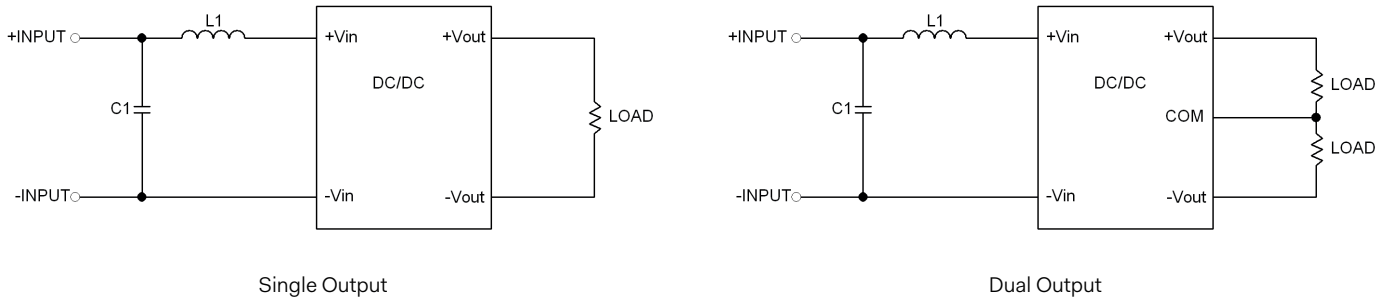 L1
+INPUT
+Vin
+Vout
DC/DC
C1
LOAD
-INPUT
-Vin
-Vout
Single Output
L1
+INPUT
+Vin
+Vout
DC/DC
LOAD
C1
COM
LOAD
-INPUT
-Vin
-Vout
Dual Output